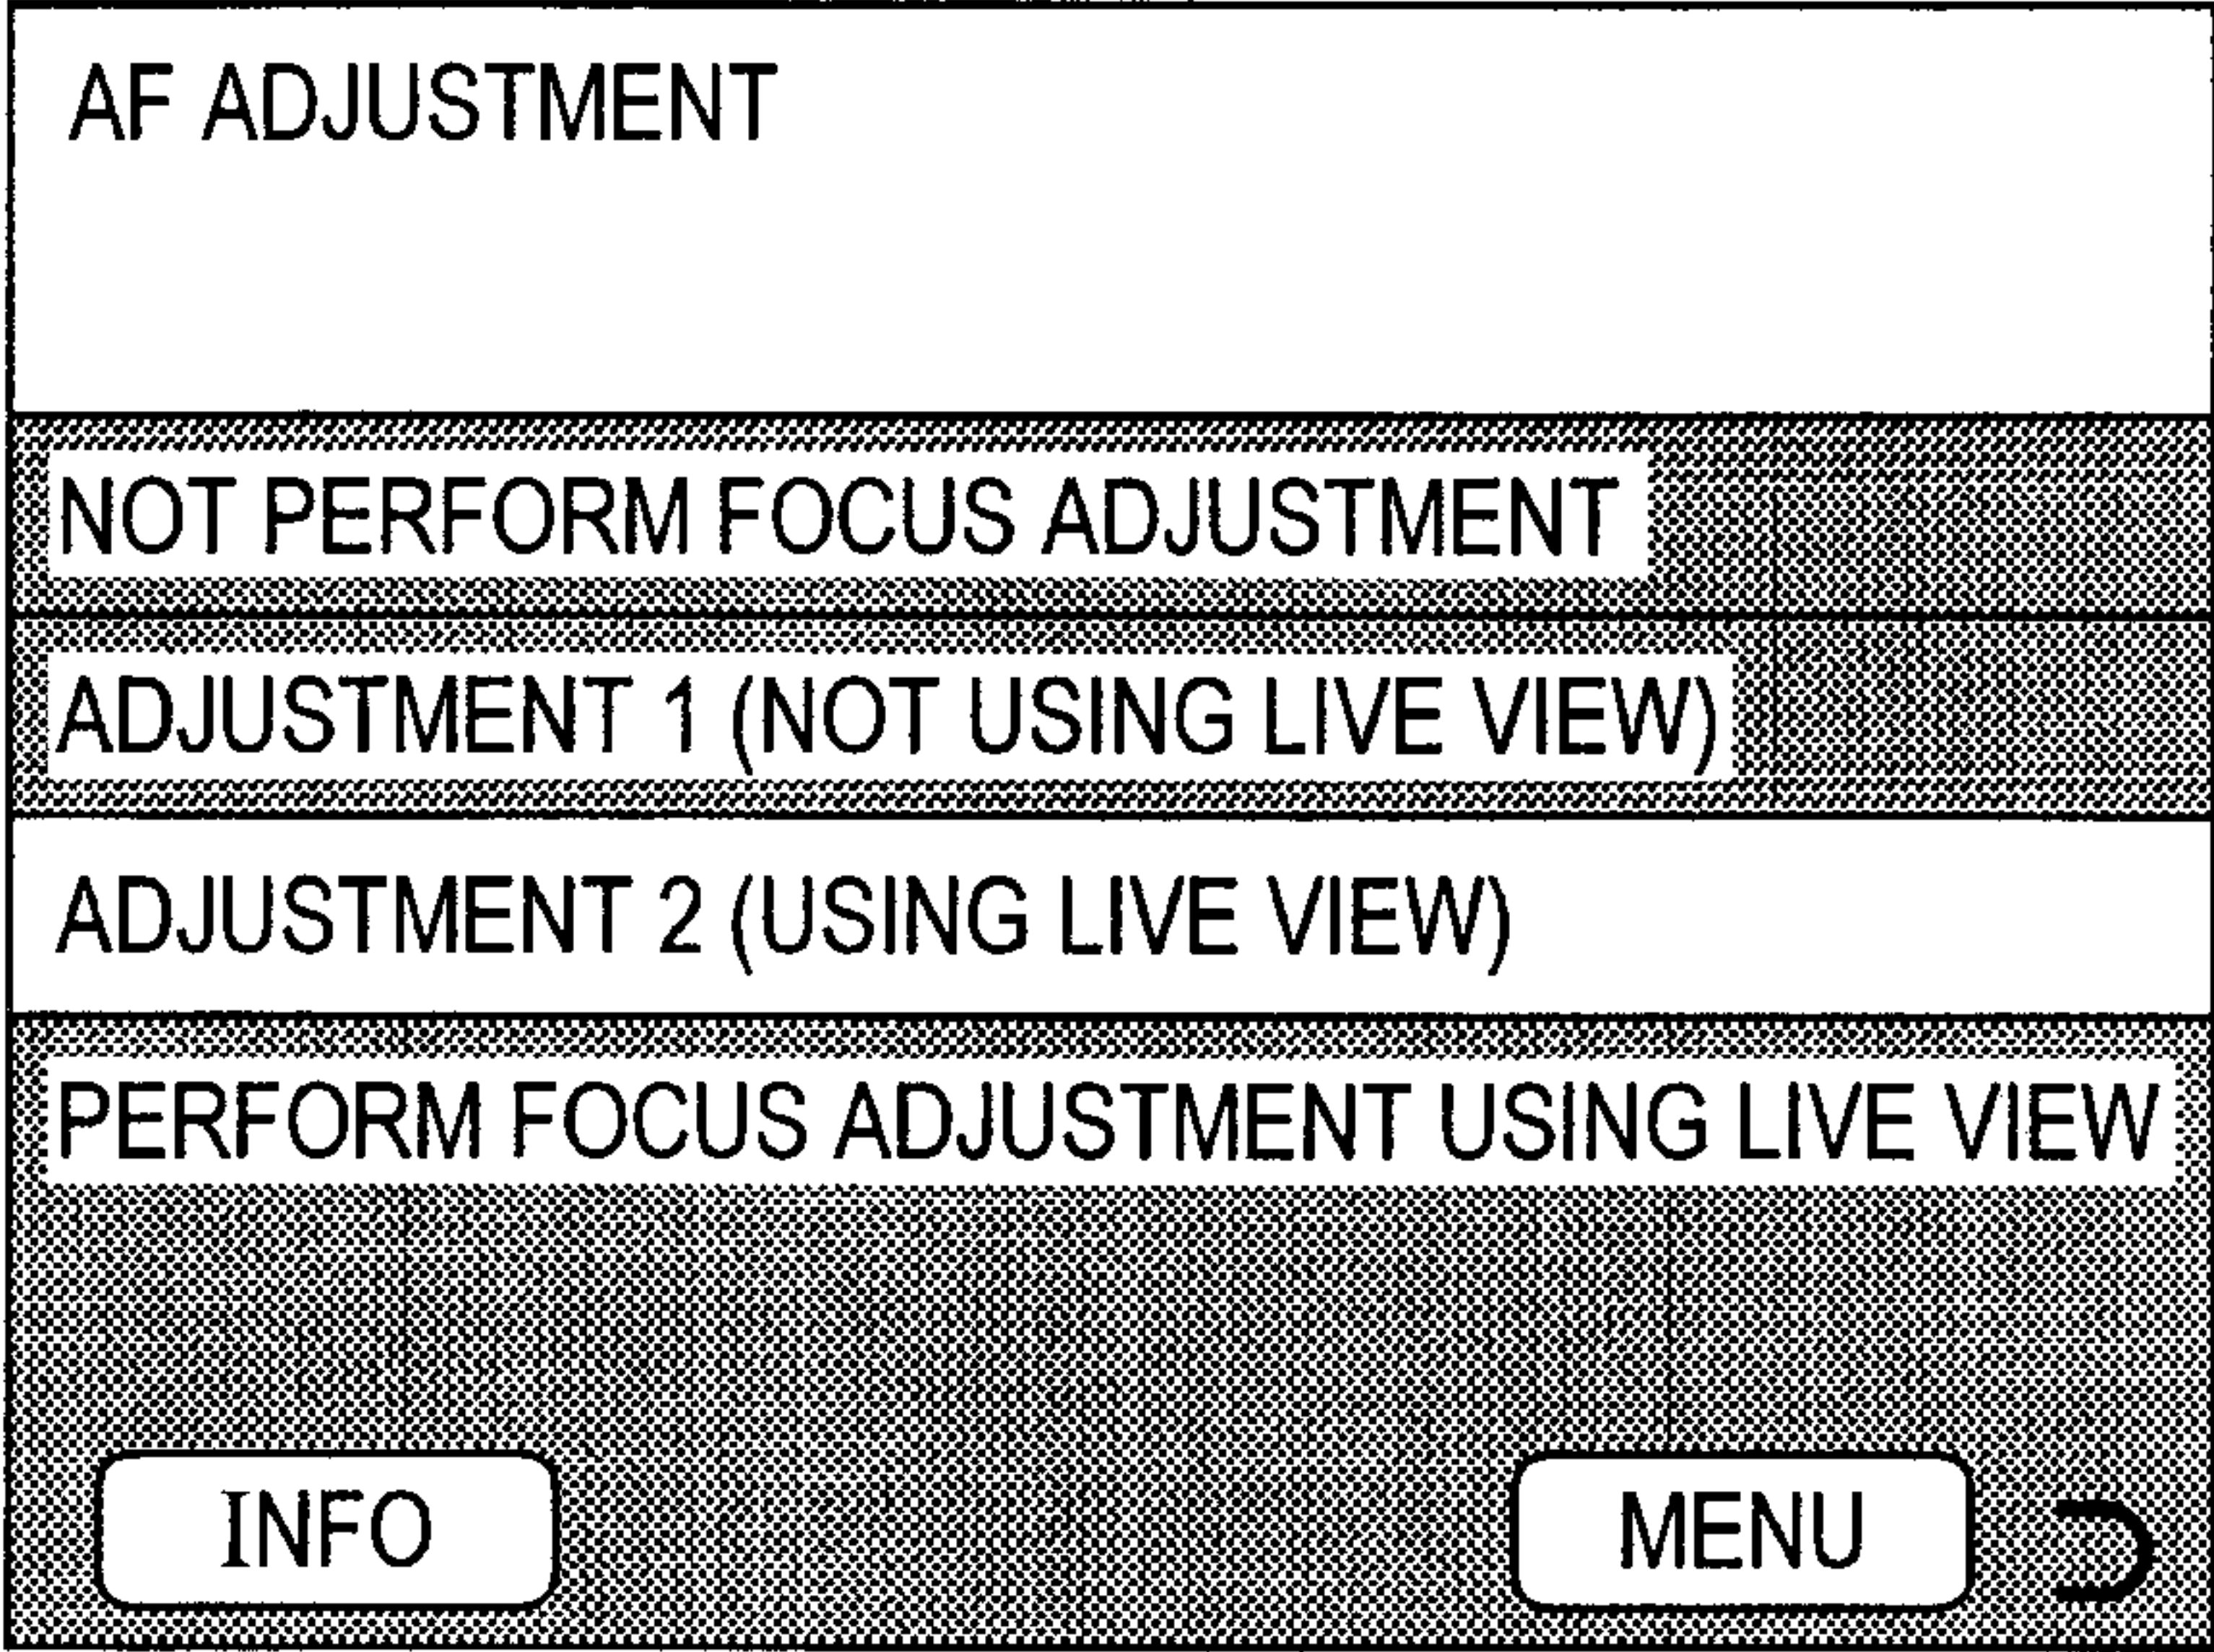 AF ADJUSTMENT
NOT PERFORM FOCUS ADJUSTMENT
ADJUSTMENT 1 (NOT USING LIVE VIEW)
ADJUSTMENT 2 (USING LIVE VIEW)
PERFORM FOCUS ADJUSTMENT USING LIVE VIEW
INFO MENU